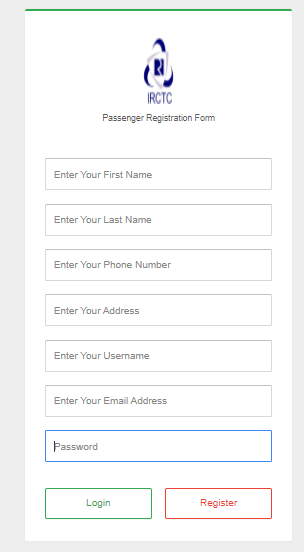 IRCTC
Passenger Registration Form
Enter Your First Name
Enter Your Last Name
Enter Your Phone Number
Enter Your Address
Enter Your Username
Enter Your Email Address
Password
Login Register